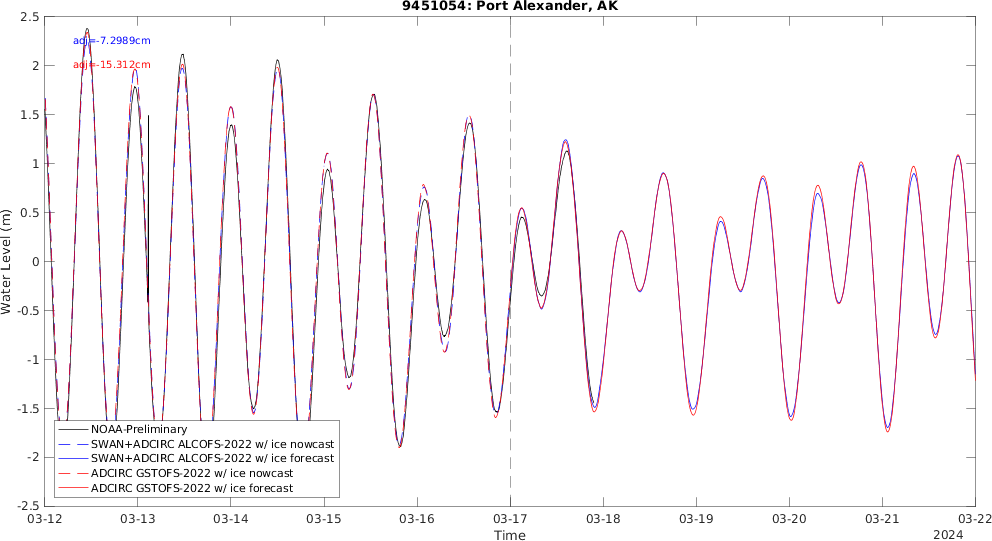 9451054: Port Alexander, AK
2.5
adj=-7.2989cm
2
adj=-15.312cm
1.5
1
0.5
0
-0.5
-1
-1.5
-2
-2.5
Water Level (m)
NOAA-Preliminary
SWAN+ADCIRC ALCOFS-2022 w/ ice nowcast
SWAN+ADCIRC ALCOFS-2022 w/ ice forecast
ADCIRC GSTOFS-2022 w/ ice nowcast
ADCIRC GSTOFS-2022 w/ ice forecast
03-12 03-13 03-14 03-15 03-16 03-17 03-18 03-19 03-20 03-21 03-22
Time
2024